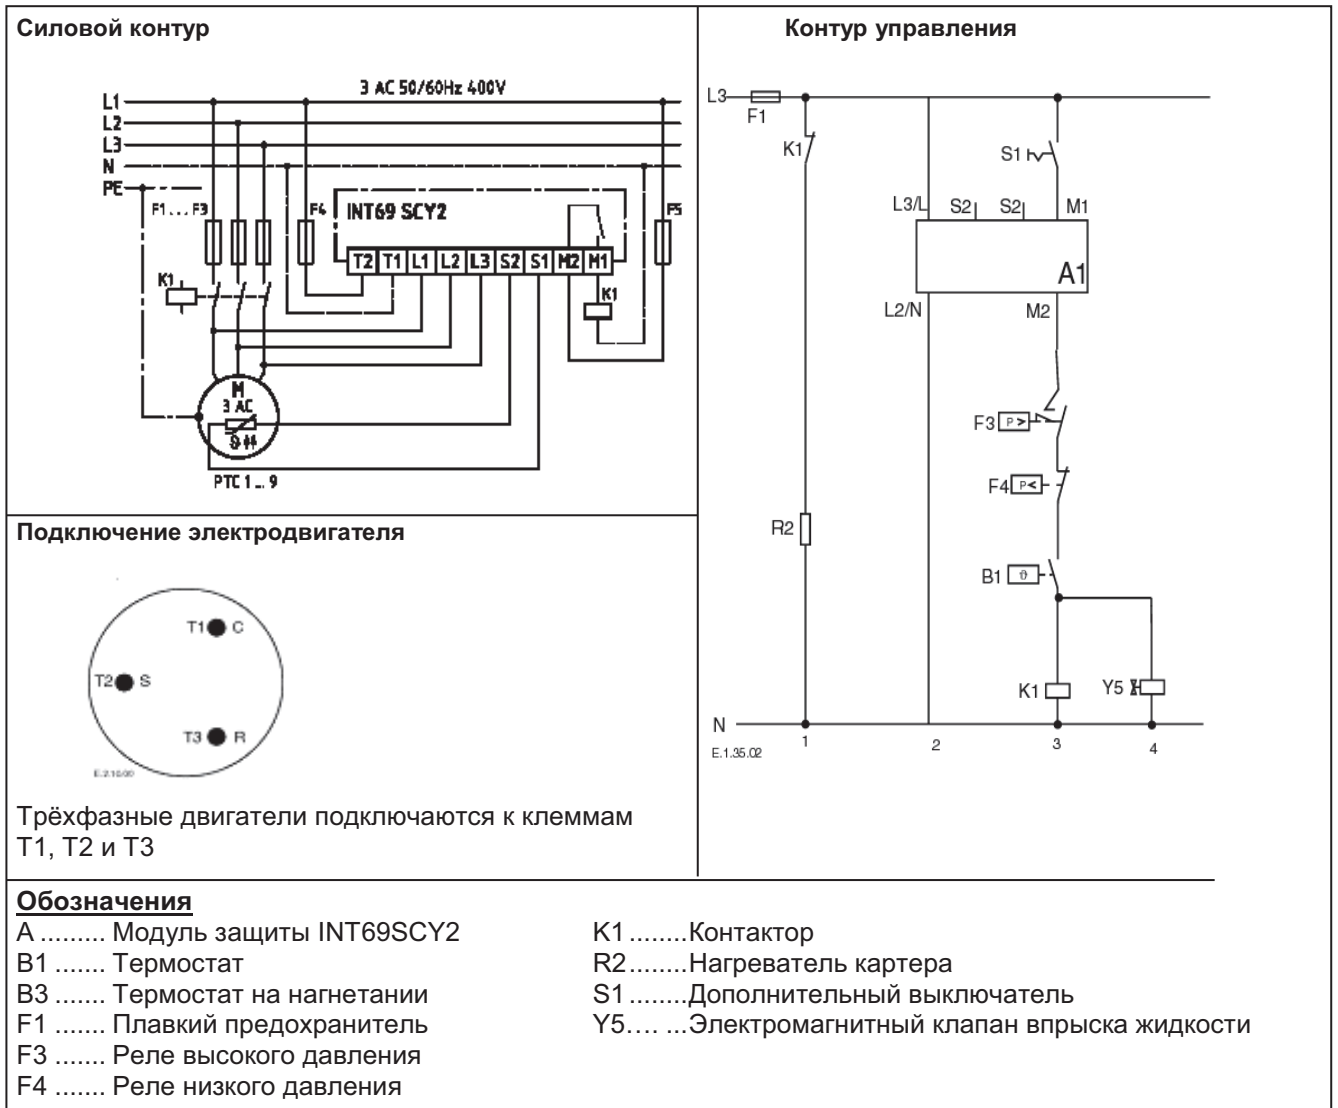 Силовой контур
Контур управления
3 AC 50/60Hz 400V
L1
L2
L3
N
PE
F1...F3
F4
INT69 SCY2
F5
T2 T1 L1 L2 L3 S2 S1 M2 M1
K1
K1
M
3 AC
PTC 1...9
L3
F1
K1
S1
L3/L
S2
S2
M1
A1
L2/N
M2
F3
P >
F4
P <
R2
B1
ϑ
K1
Y5
N
1
2
3
4
E.1.35.02
Подключение электродвигателя
T1 C
T2 S
T3 R
E.2.10.00
Трёхфазные двигатели подключаются к клеммам
T1, T2 и T3
Обозначения
A ......... Модуль защиты INT69SCY2
B1 ....... Термостат
B3 ....... Термостат на нагнетании
F1 ....... Плавкий предохранитель
F3 ....... Реле высокого давления
F4 ....... Реле низкого давления
K1........Контактор
R2........Нагреватель картера
S1........Дополнительный выключатель
Y5.... ...Электромагнитный клапан впрыска жидкости